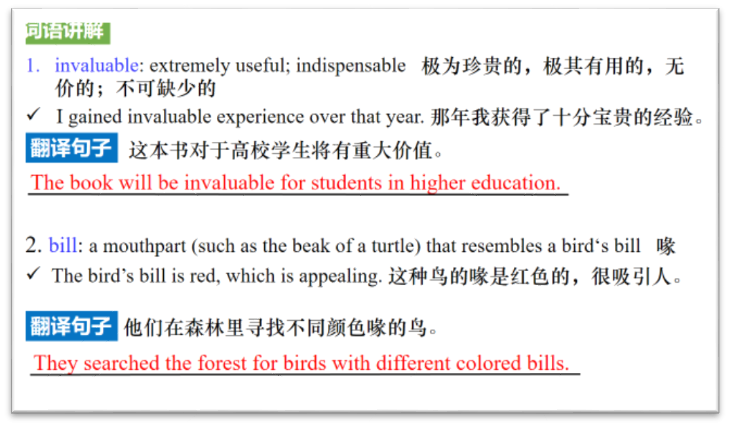 词语讲解
1. invaluable: extremely useful; indispensable 极为珍贵的，极其有用的，无
价的；不可缺少的
✓ I gained invaluable experience over that year. 那年我获得了十分宝贵的经验。
翻译句子 这本书对于高校学生将有重大价值。
The book will be invaluable for students in higher education.
2. bill: a mouthpart (such as the beak of a turtle) that resembles a bird‘s bill 喙
✓ The bird’s bill is red, which is appealing. 这种鸟的喙是红色的，很吸引人。
翻译句子 他们在森林里寻找不同颜色喙的鸟。
They searched the forest for birds with different colored bills.